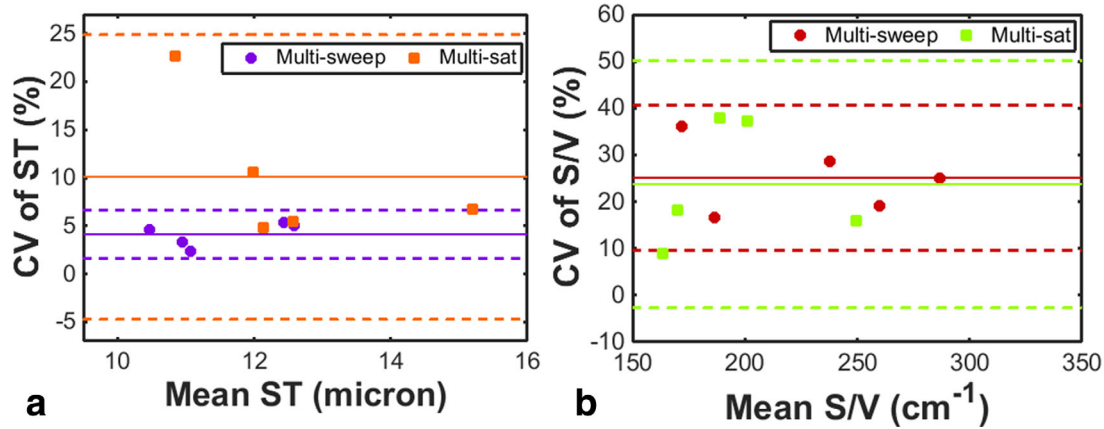 25
20
15
10
5
0
-5
CV of ST (%)
Multi-sweep Multi-sat
10 12 14 16
Mean ST (micron)
a
60
50
40
30
20
10
0
-10
CV of S/V (%)
Multi-sweep Multi-sat
150 200 250 300 350
Mean S/V (cm⁻¹)
b